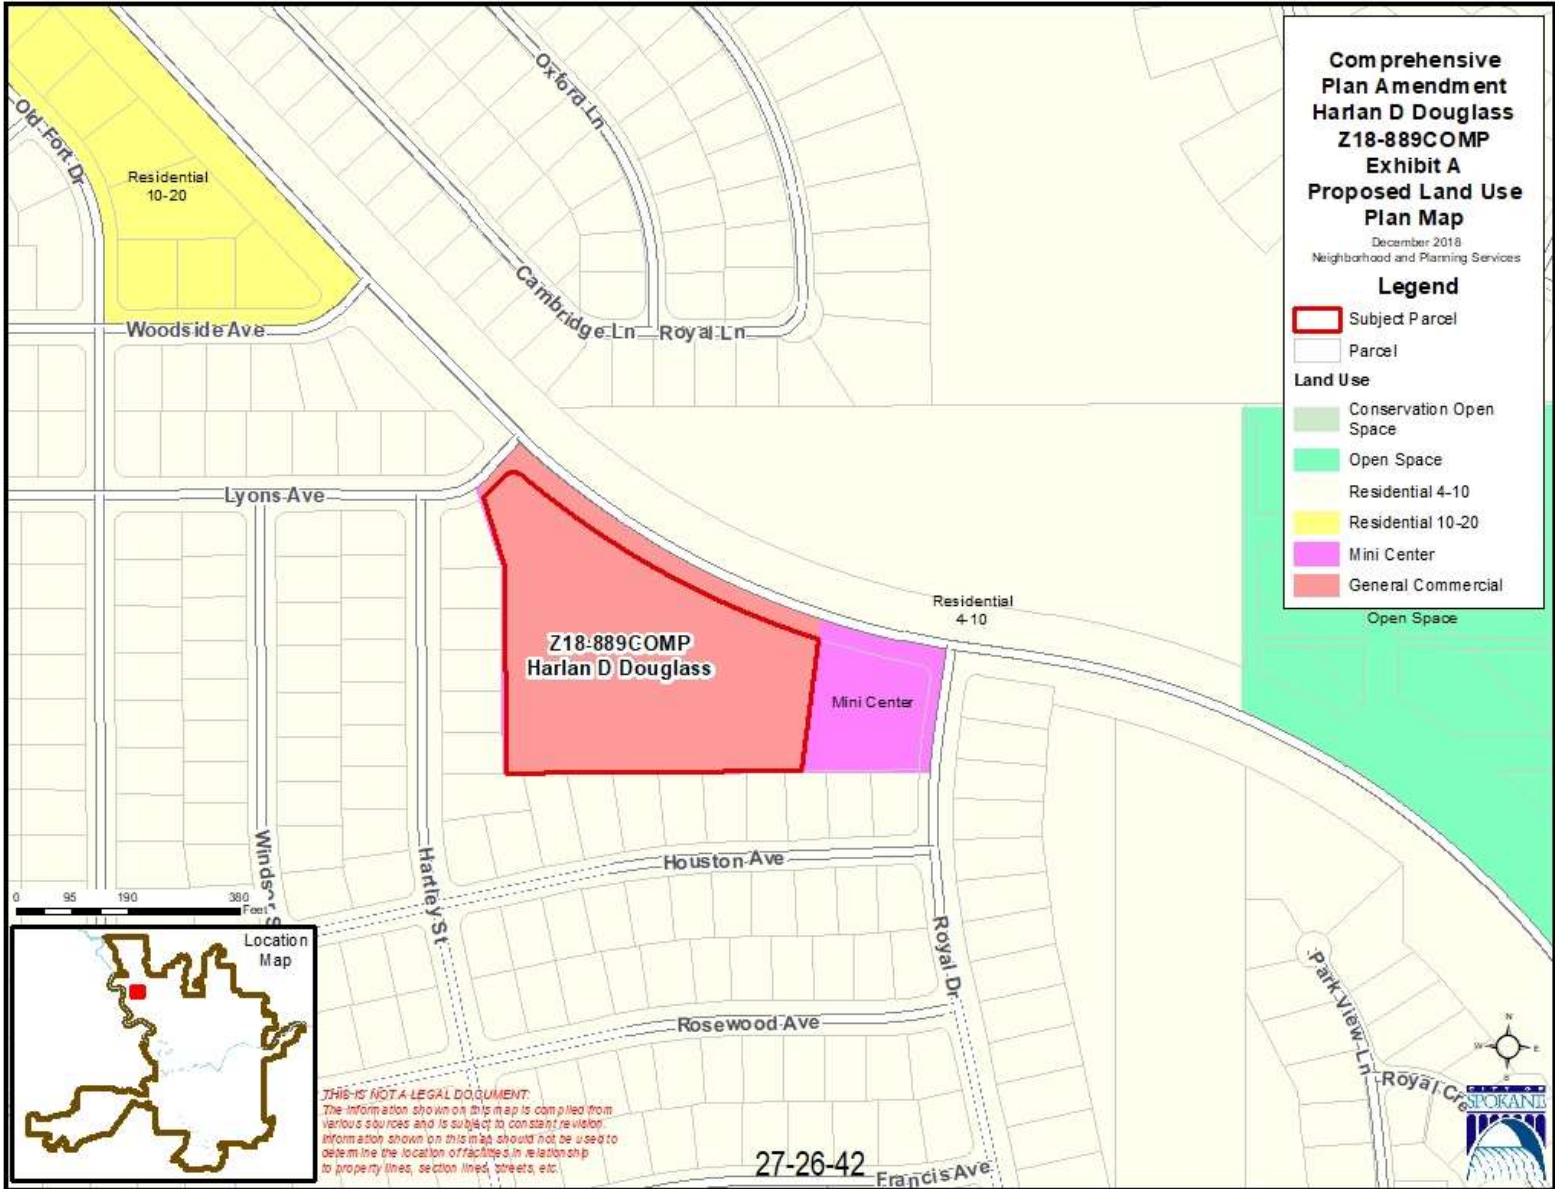 Comprehensive
Plan Amendment
Harlan D Douglass
Z18-889COMP
Exhibit A
Proposed Land Use
Plan Map
December 2018
Neighborhood and Planning Services
Legend
Subject Parcel
Parcel
Land Use
Conservation Open
Space
Open Space
Residential 4-10
Residential 10-20
Mini Center
General Commercial
Open Space
Oxford Ln
Old Fort Dr
Residential
10-20
Cambridge Ln
Royal Ln
Woodside Ave
Lyons Ave
Residential
4-10
Z18-889COMP
Harlan D Douglass
Mini Center
Windsor S
Hartley St
Houston Ave
Royal Dr
Rosewood Ave
Park View Ln
Royal Cre
Francis Ave
27-26-42
0 95 190 380
Feet
Location
Map
THIS IS NOT A LEGAL DOCUMENT:
The information shown on this map is compiled from
various sources and is subject to constant revision.
Information shown on this map should not be used to
determine the location of facilities in relationship
to property lines, section lines, streets, etc.
N
W E
S
CITY OF
SPOKANE